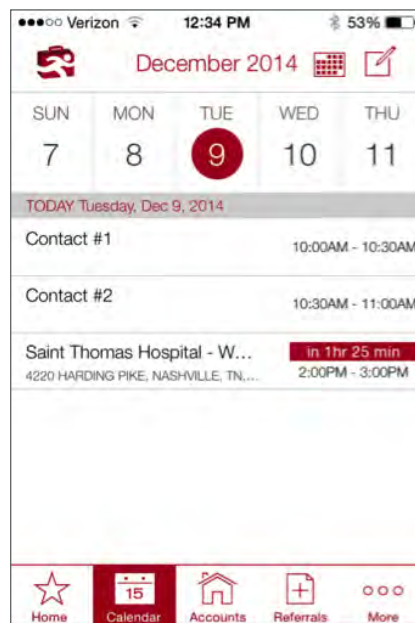 Verizon 12:34 PM 53%
December 2014
SUN MON TUE WED THU
7 8 9 10 11
TODAY Tuesday, Dec 9, 2014
Contact #1
10:00AM - 10:30AM
Contact #2
10:30AM - 11:00AM
Saint Thomas Hospital - W... in 1hr 25 min
4220 HARDING PIKE, NASHVILLE, TN,... 2:00PM - 3:00PM
15
Home Calendar Accounts Referrals More